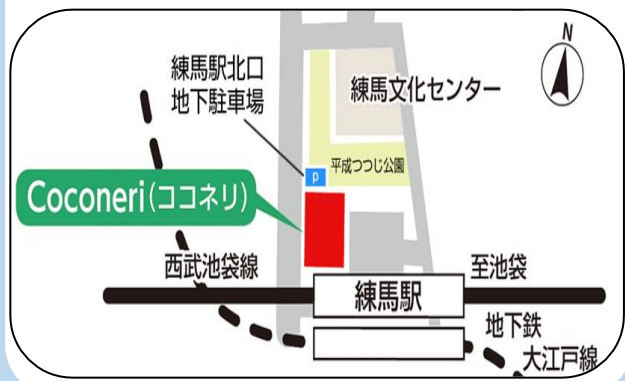 N
練馬駅北口
地下駐車場
練馬文化センター
P
平成つつじ公園
Coconeri(ココネリ)
西武池袋線
至池袋
練馬駅
地下鉄
大江戸線